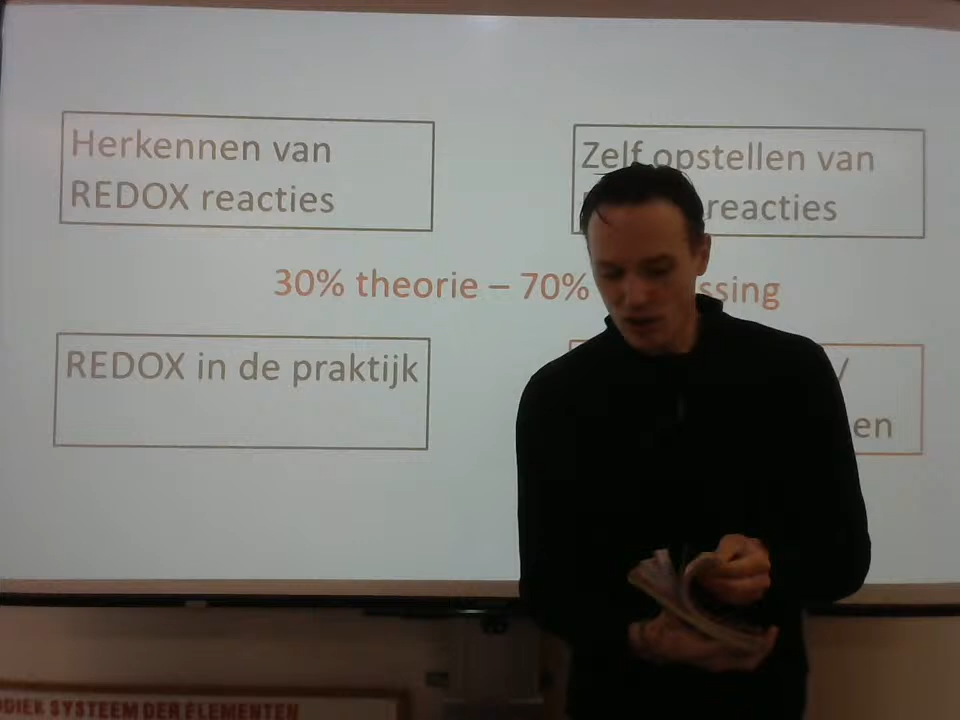 Herkennen van
REDOX reacties
Zelf opstellen van
reacties
30% theorie – 70%
ssing
REDOX in de praktijk
/
en
DIEK SYSTEEM DER ELEMENTEN